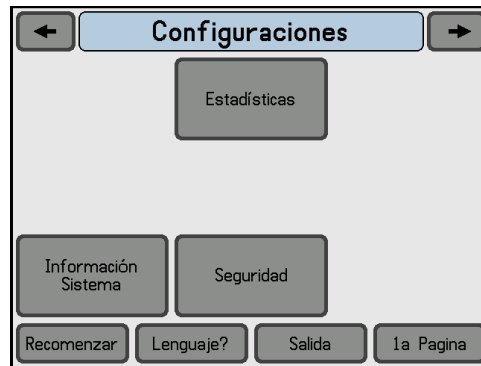 Configuraciones
Estadísticas
Información
Sistema
Seguridad
Recomenzar
Lenguaje?
Salida
1a Pagina